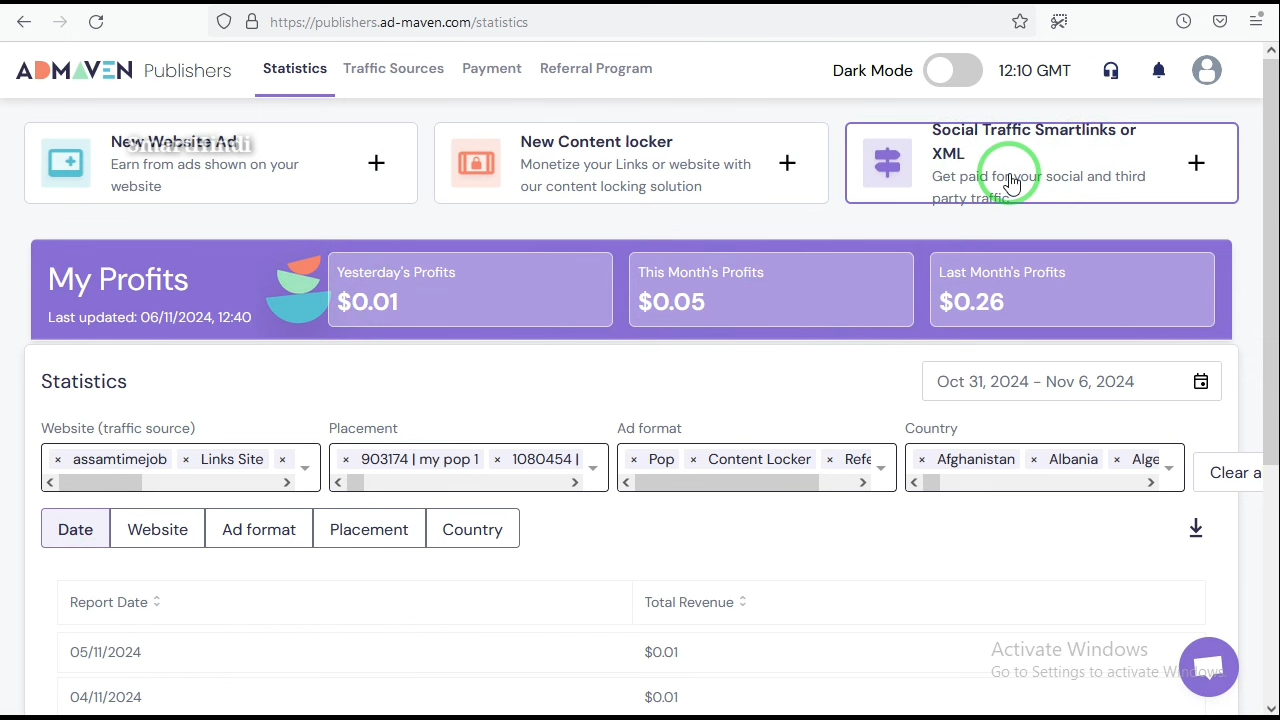 https://publishers.ad-maven.com/statistics
ADMAVEN Publishers
Statistics
Traffic Sources
Payment
Referral Program
Dark Mode
12:10 GMT
New Website Ad
Earn from ads shown on your
website
New Content locker
Monetize your Links or website with
our content locking solution
Social Traffic Smartlinks or
XML
Get paid for your social and third
party traffic
My Profits
Last updated: 06/11/2024, 12:40
Yesterday's Profits
$0.01
This Month's Profits
$0.05
Last Month's Profits
$0.26
Statistics
Oct 31, 2024 - Nov 6, 2024
Website (traffic source)
Placement
Ad format
Country
× assamtimejob × Links Site ×
× 903174 | my pop 1 × 1080454 |
× Pop × Content Locker × Refe
× Afghanistan × Albania × Alge
Clear a
Date
Website
Ad format
Placement
Country
Report Date
Total Revenue
05/11/2024
$0.01
04/11/2024
$0.01
Activate Windows
Go to Settings to activate Windows.